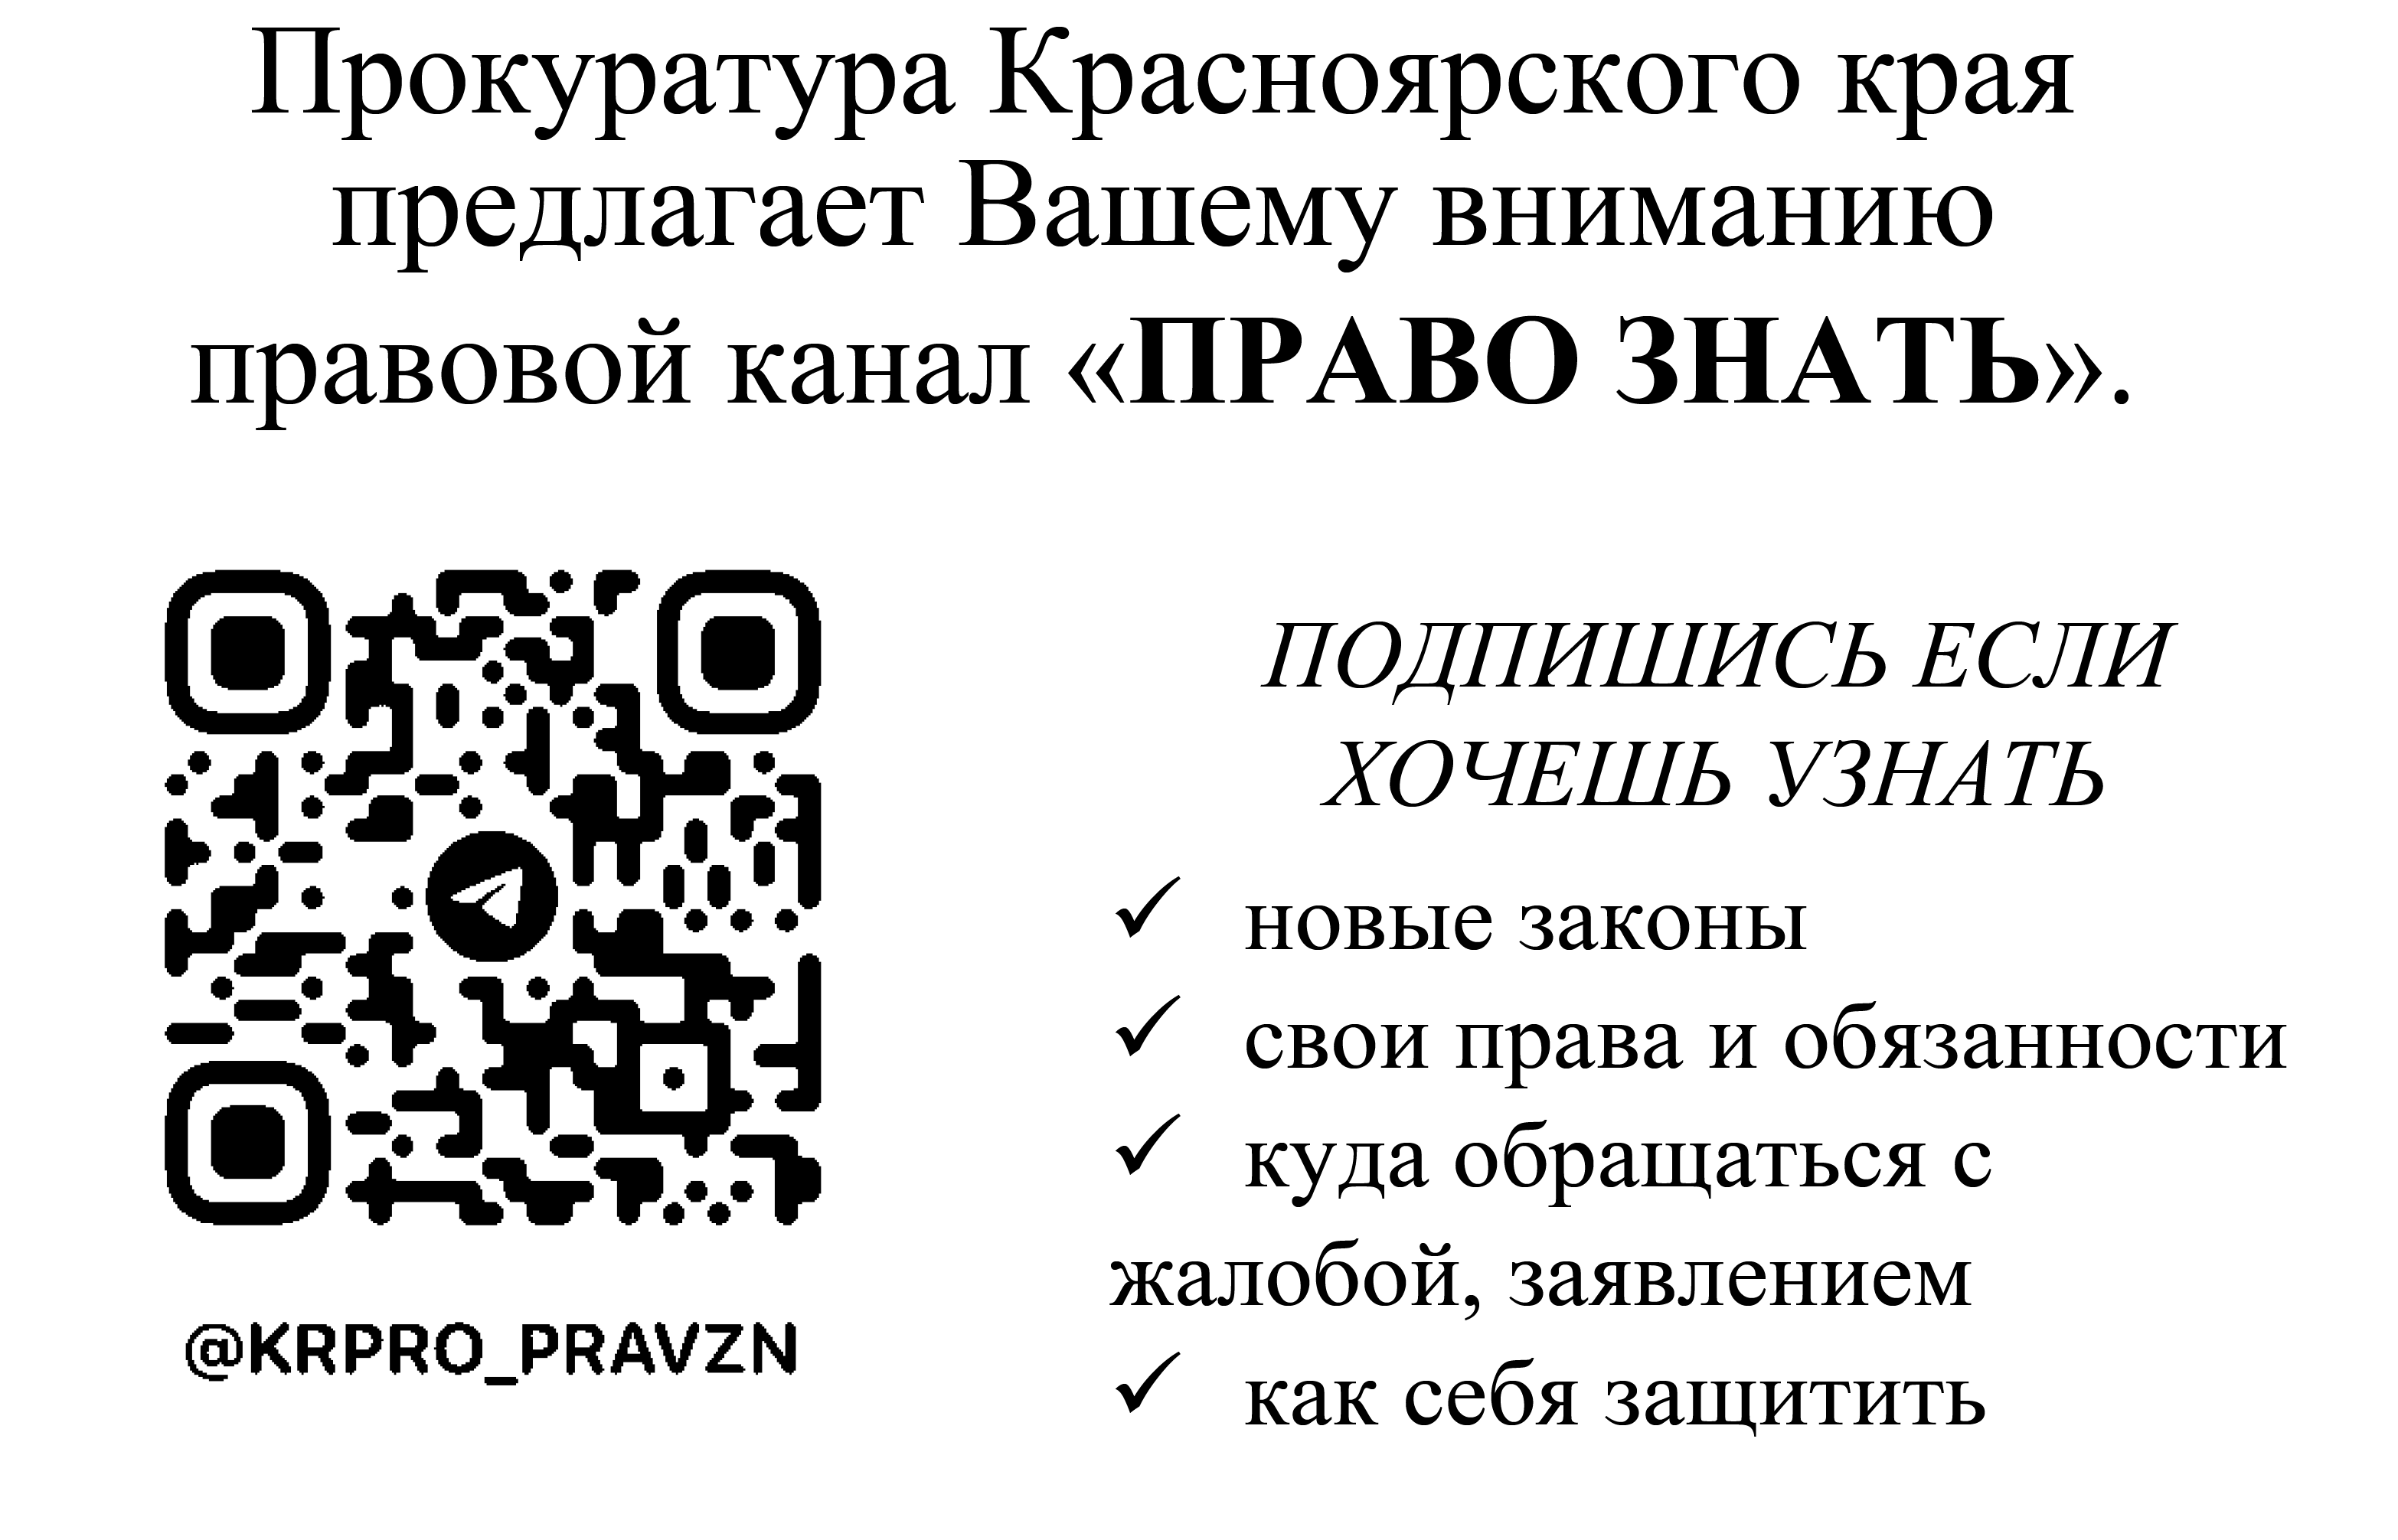 Прокуратура Красноярского края
предлагает Вашему вниманию
правовой канал «ПРАВО ЗНАТЬ».
ПОДПИШИСЬ ЕСЛИ
ХОЧЕШЬ УЗНАТЬ
✓ новые законы
✓ свои права и обязанности
✓ куда обращаться с
жалобой, заявлением
✓ как себя защитить
@KRPRO_PRAVZN